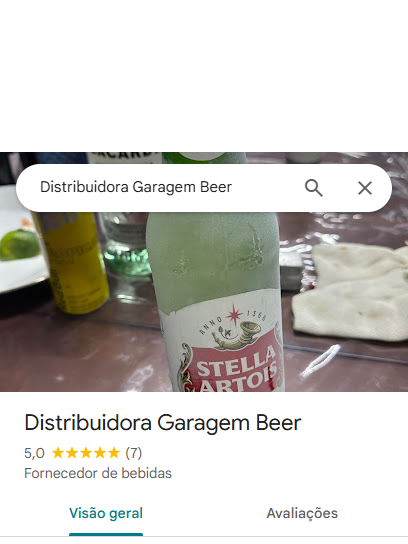 Distribuidora Garagem Beer
ACARD
ANNO 1366
STELLA
ARTOIS
Distribuidora Garagem Beer
5,0 ★★★★★ (7)
Fornecedor de bebidas
Visão geral
Avaliações